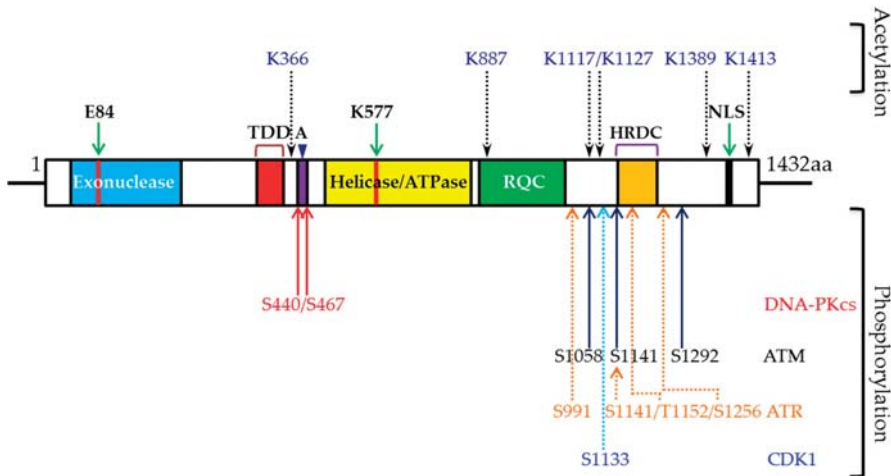 Acetylation
K366 K887 K1117/K1127 K1389 K1413
E84 K577 NLS
TDD A HRDC
1 1432aa
Exonuclease Helicase/ATPase RQC
S440/S467 DNA-PKcs
S1058 S1141 S1292 ATM
S991 S1141/T1152/S1256 ATR
S1133 CDK1
Phosphorylation